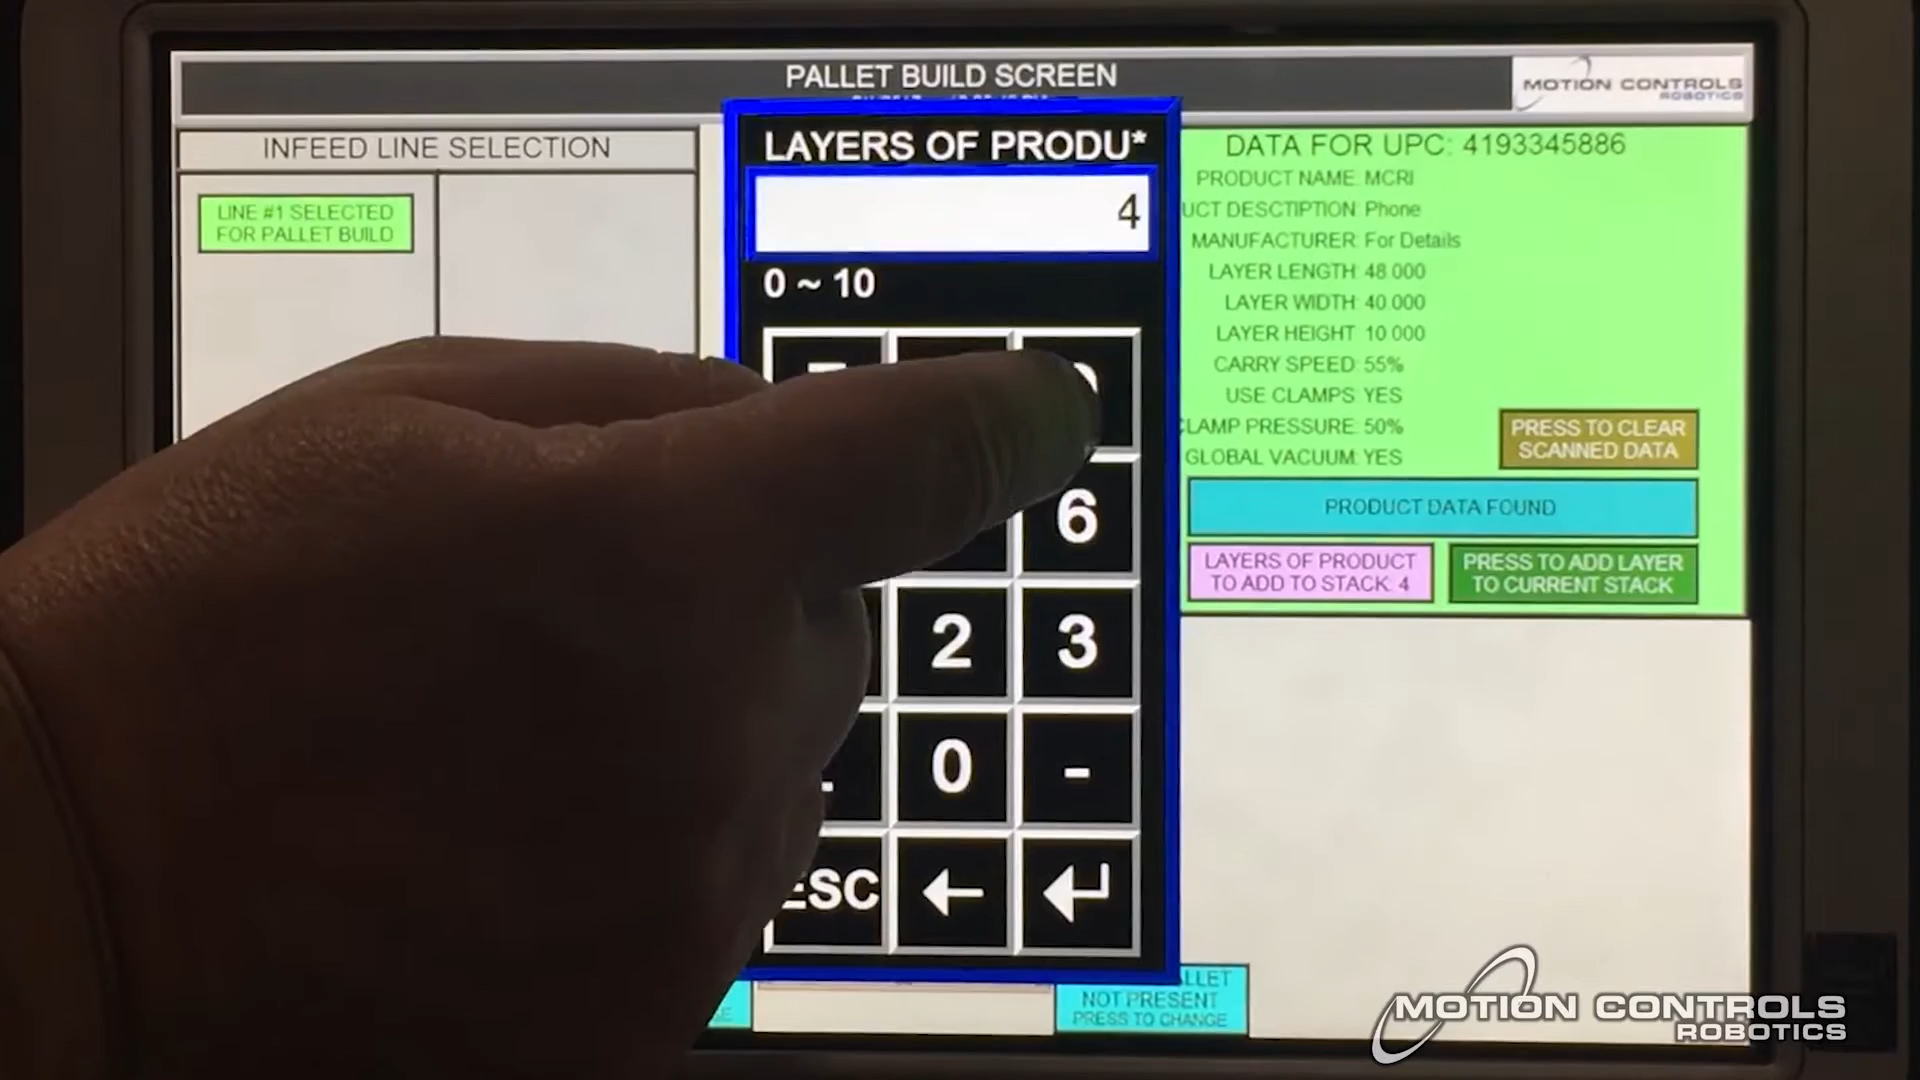 PALLET BUILD SCREEN
MOTION CONTROLS
ROBOTICS
INFEED LINE SELECTION
LINE #1 SELECTED
FOR PALLET BUILD
LAYERS OF PRODU*
4
0 ~ 10
6
2
3
.
0
-
ESC
DATA FOR UPC: 4193345886
PRODUCT NAME: MCRI
UCT DESCTIPTION: Phone
MANUFACTURER: For Details
LAYER LENGTH: 48 000
LAYER WIDTH: 40 000
LAYER HEIGHT 10 000
CARRY SPEED: 55%
USE CLAMPS YES
CLAMP PRESSURE: 50%
GLOBAL VACUUM: YES
PRESS TO CLEAR
SCANNED DATA
PRODUCT DATA FOUND
LAYERS OF PRODUCT
TO ADD TO STACK: 4
PRESS TO ADD LAYER
TO CURRENT STACK
LLET
NOT PRESENT
PRESS TO CHANGE
MOTION CONTROLS
ROBOTICS